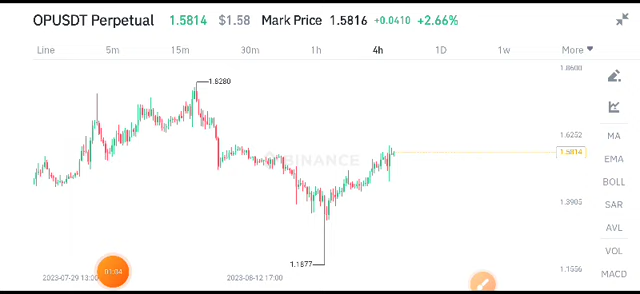 OPUSDT Perpetual 1.5814 $1.58 Mark Price 1.5816 +0.0410 +2.66%
Line 5m 15m 30m 1h 4h 1D 1w More
1.8600
1.8280
1.6252
1.5814
BINANCE
1.3905
1.1877
1.1556
2023-07-29 13:00 2023-08-12 17:00
01:04
MA
EMA
BOLL
SAR
AVL
VOL
MACD